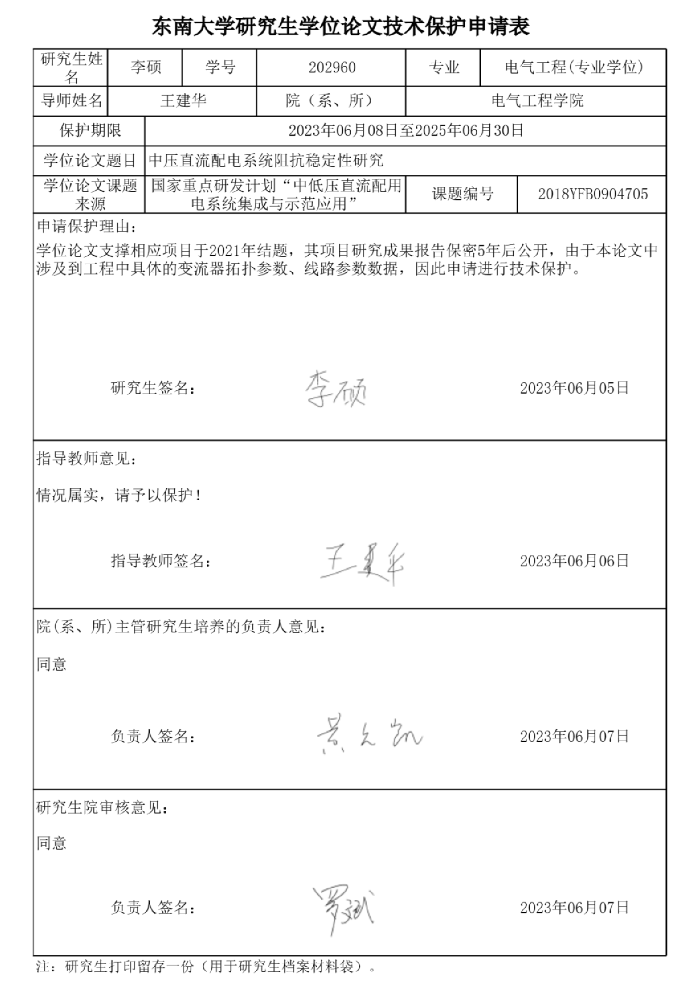 东南大学研究生学位论文技术保护申请表
研究生姓名 李硕 学号 202960 专业 电气工程(专业学位)
导师姓名 王建华 院（系、所） 电气工程学院
保护期限 2023年06月08日至2025年06月30日
学位论文题目 中压直流配电系统阻抗稳定性研究
学位论文课题来源 国家重点研发计划“中低压直流配用电系统集成与示范应用” 课题编号 2018YFB0904705
申请保护理由：
学位论文支撑相应项目于2021年结题，其项目研究成果报告保密5年后公开，由于本论文中
涉及到工程中具体的变流器拓扑参数、线路参数数据，因此申请进行技术保护。
研究生签名： 李硕 2023年06月05日
指导教师意见：
情况属实，请予以保护！
指导教师签名： 王建华 2023年06月06日
院(系、所)主管研究生培养的负责人意见：
同意
负责人签名： 黄允凯 2023年06月07日
研究生院审核意见：
同意
负责人签名： 罗斌 2023年06月07日
注：研究生打印留存一份（用于研究生档案材料袋）。